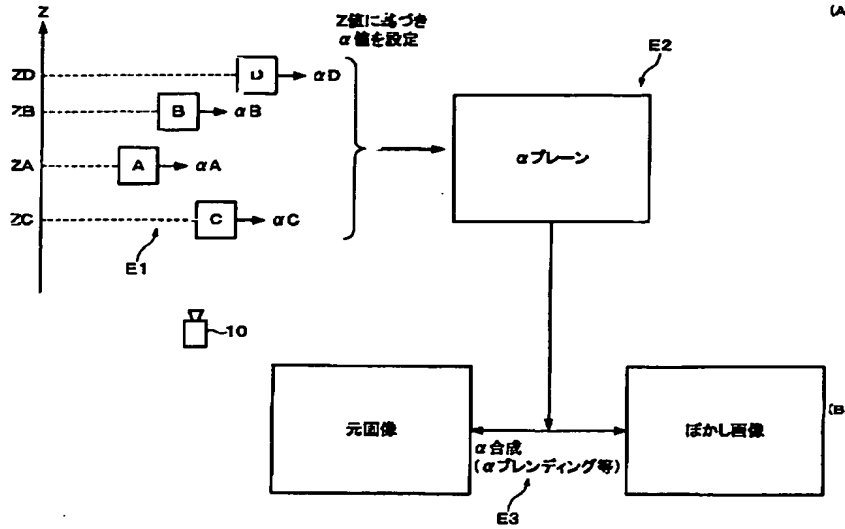 Z
Z値に基づき
α値を設定
(A
E2
ZD
D
αD
ZB
B
αB
αプレーン
ZA
A
αA
ZC
C
αC
E1
10
元画像
ぼかし画像
(B
α合成
(αブレンディング等)
E3